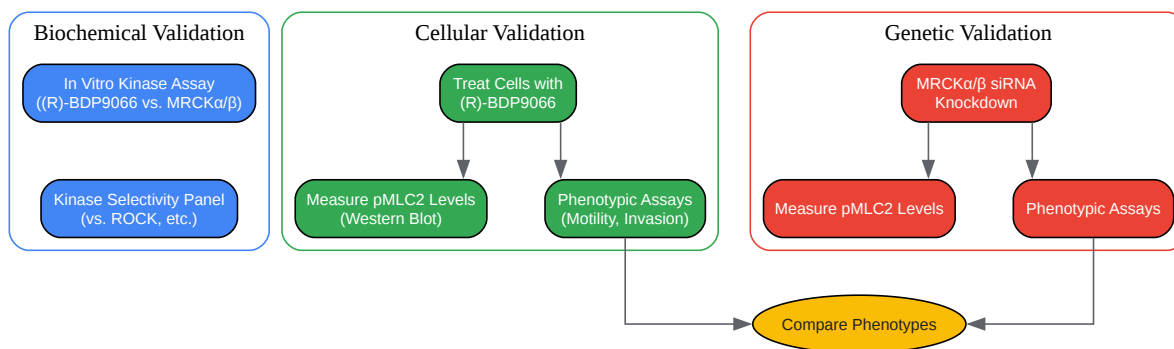 Biochemical Validation
In Vitro Kinase Assay
((R)-BDP9066 vs. MRCKα/β)
Kinase Selectivity Panel
(vs. ROCK, etc.)
Cellular Validation
Treat Cells with
(R)-BDP9066
Measure pMLC2 Levels
(Western Blot)
Phenotypic Assays
(Motility, Invasion)
Genetic Validation
MRCKα/β siRNA
Knockdown
Measure pMLC2 Levels
Phenotypic Assays
Compare Phenotypes